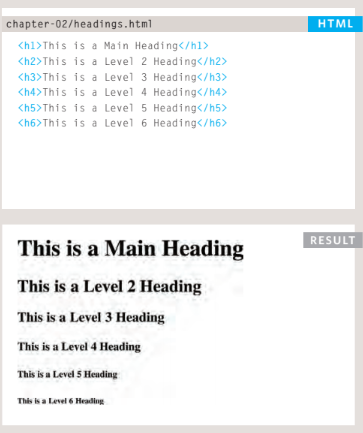 chapter-02/headings.html HTML
<h1>This is a Main Heading</h1>
<h2>This is a Level 2 Heading</h2>
<h3>This is a Level 3 Heading</h3>
<h4>This is a Level 4 Heading</h4>
<h5>This is a Level 5 Heading</h5>
<h6>This is a Level 6 Heading</h6>
RESULT
This is a Main Heading
This is a Level 2 Heading
This is a Level 3 Heading
This is a Level 4 Heading
This is a Level 5 Heading
This is a Level 6 Heading